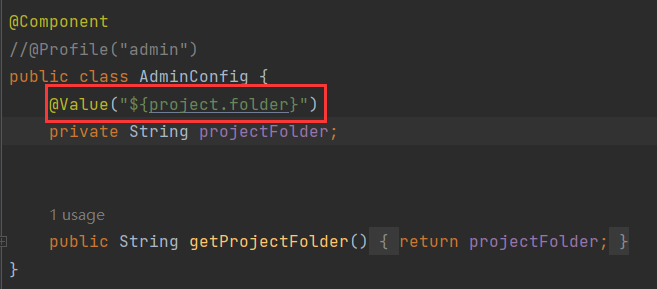 @Component
//@Profile("admin")
public class AdminConfig {
@Value("${project.folder}")
private String projectFolder;
1 usage
public String getProjectFolder() { return projectFolder; }
}